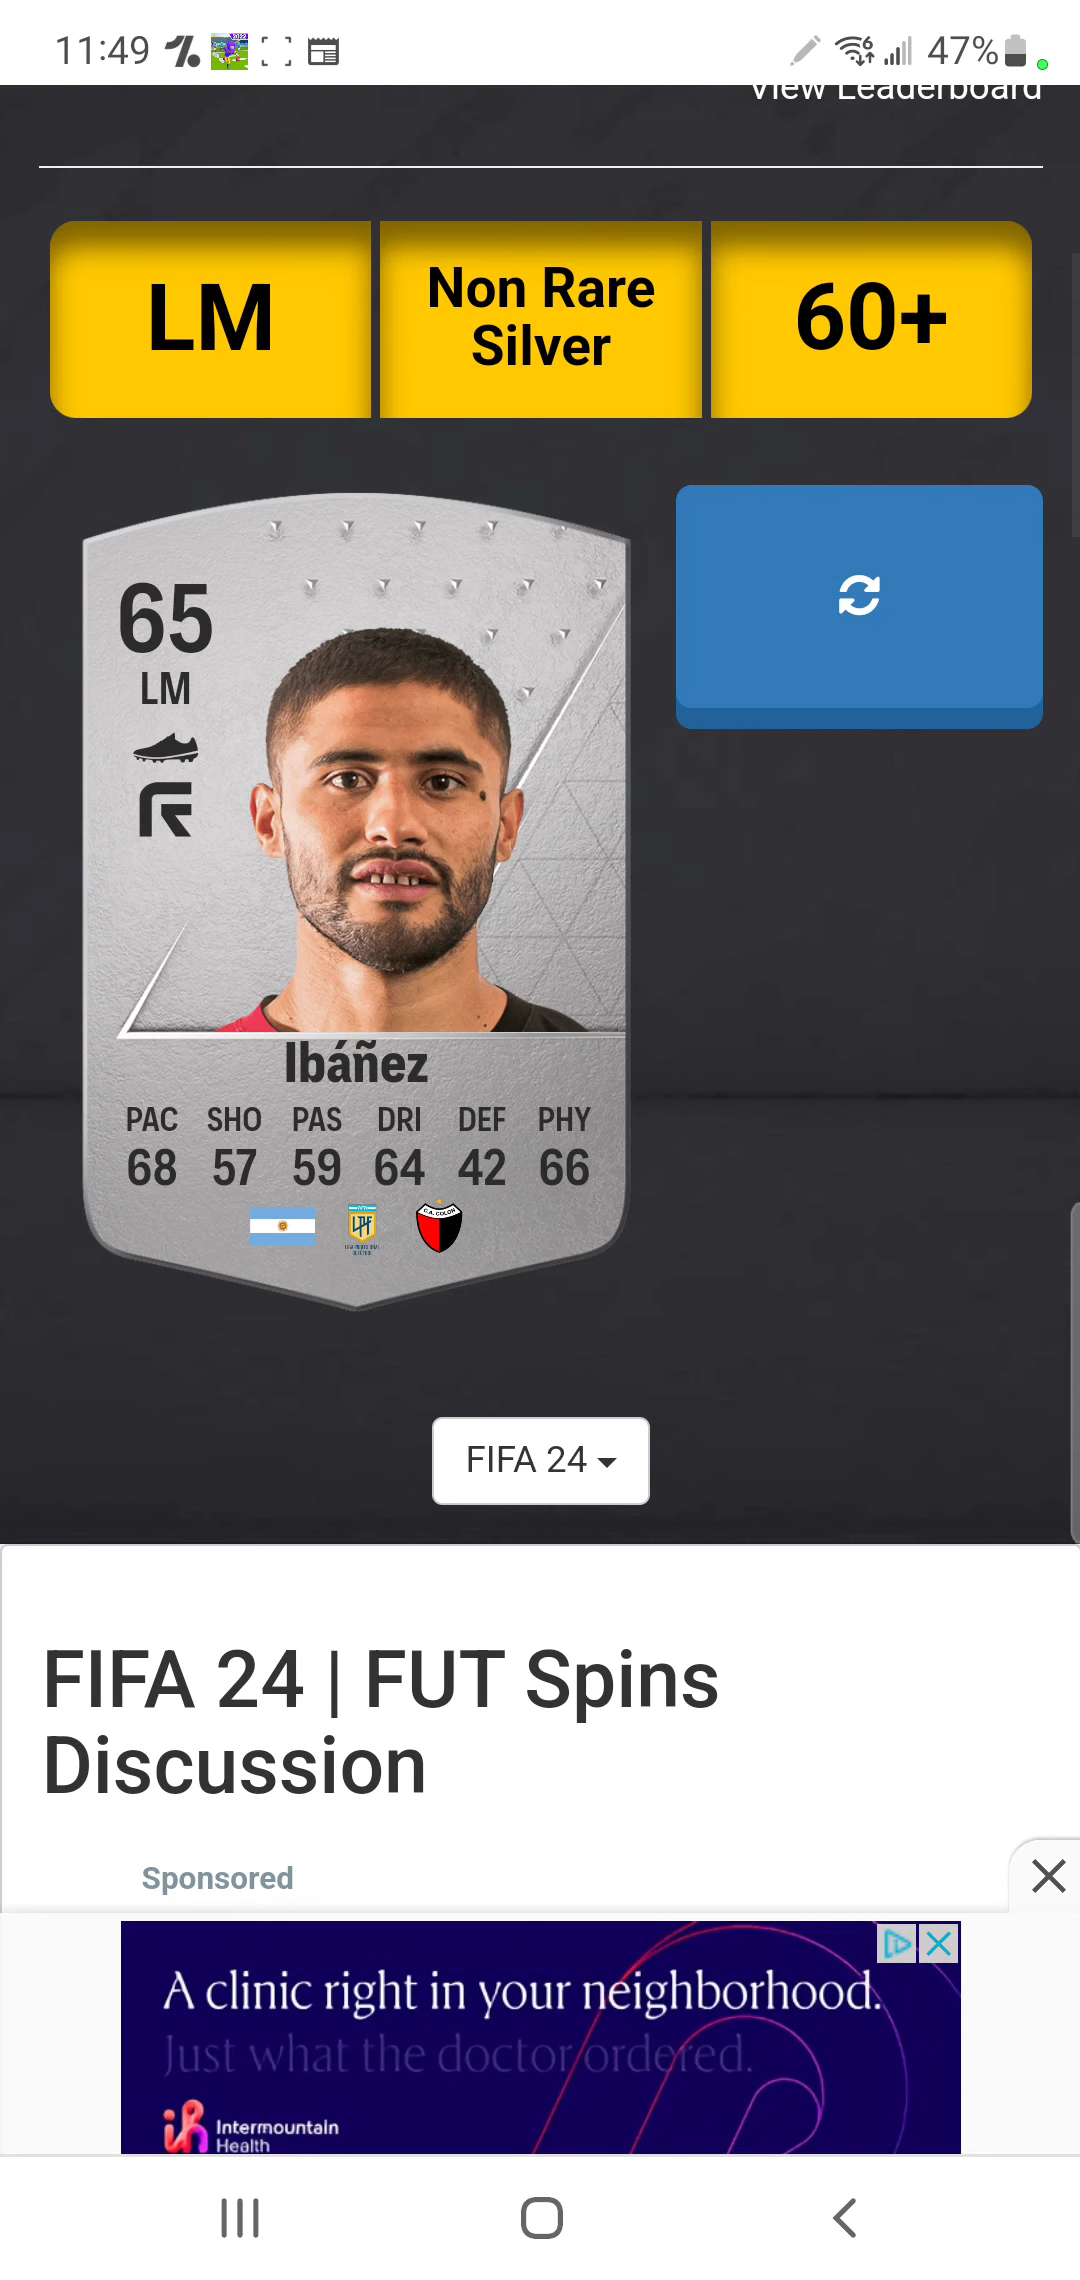 11:49
47%
View Leaderboard
LM
Non Rare
Silver
60+
65
LM
Ibáñez
PAC SHO PAS DRI DEF PHY
68 57 59 64 42 66
C.A. COLON
FIFA 24
FIFA 24 | FUT Spins
Discussion
Sponsored
A clinic right in your neighborhood.
Just what the doctor ordered.
Intermountain
Health